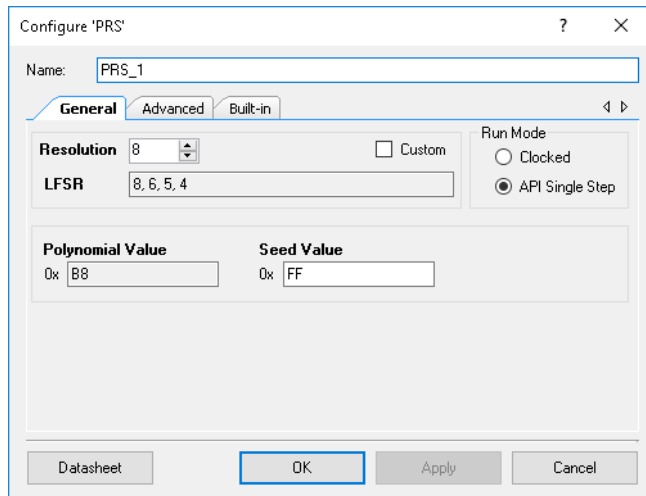 Configure 'PRS'
?
Name: PRS_1
General Advanced Built-in
Resolution 8 Custom
LFSR 8, 6, 5, 4
Run Mode
Clocked
API Single Step
Polynomial Value Seed Value
0x B8 0x FF
Datasheet OK Apply Cancel